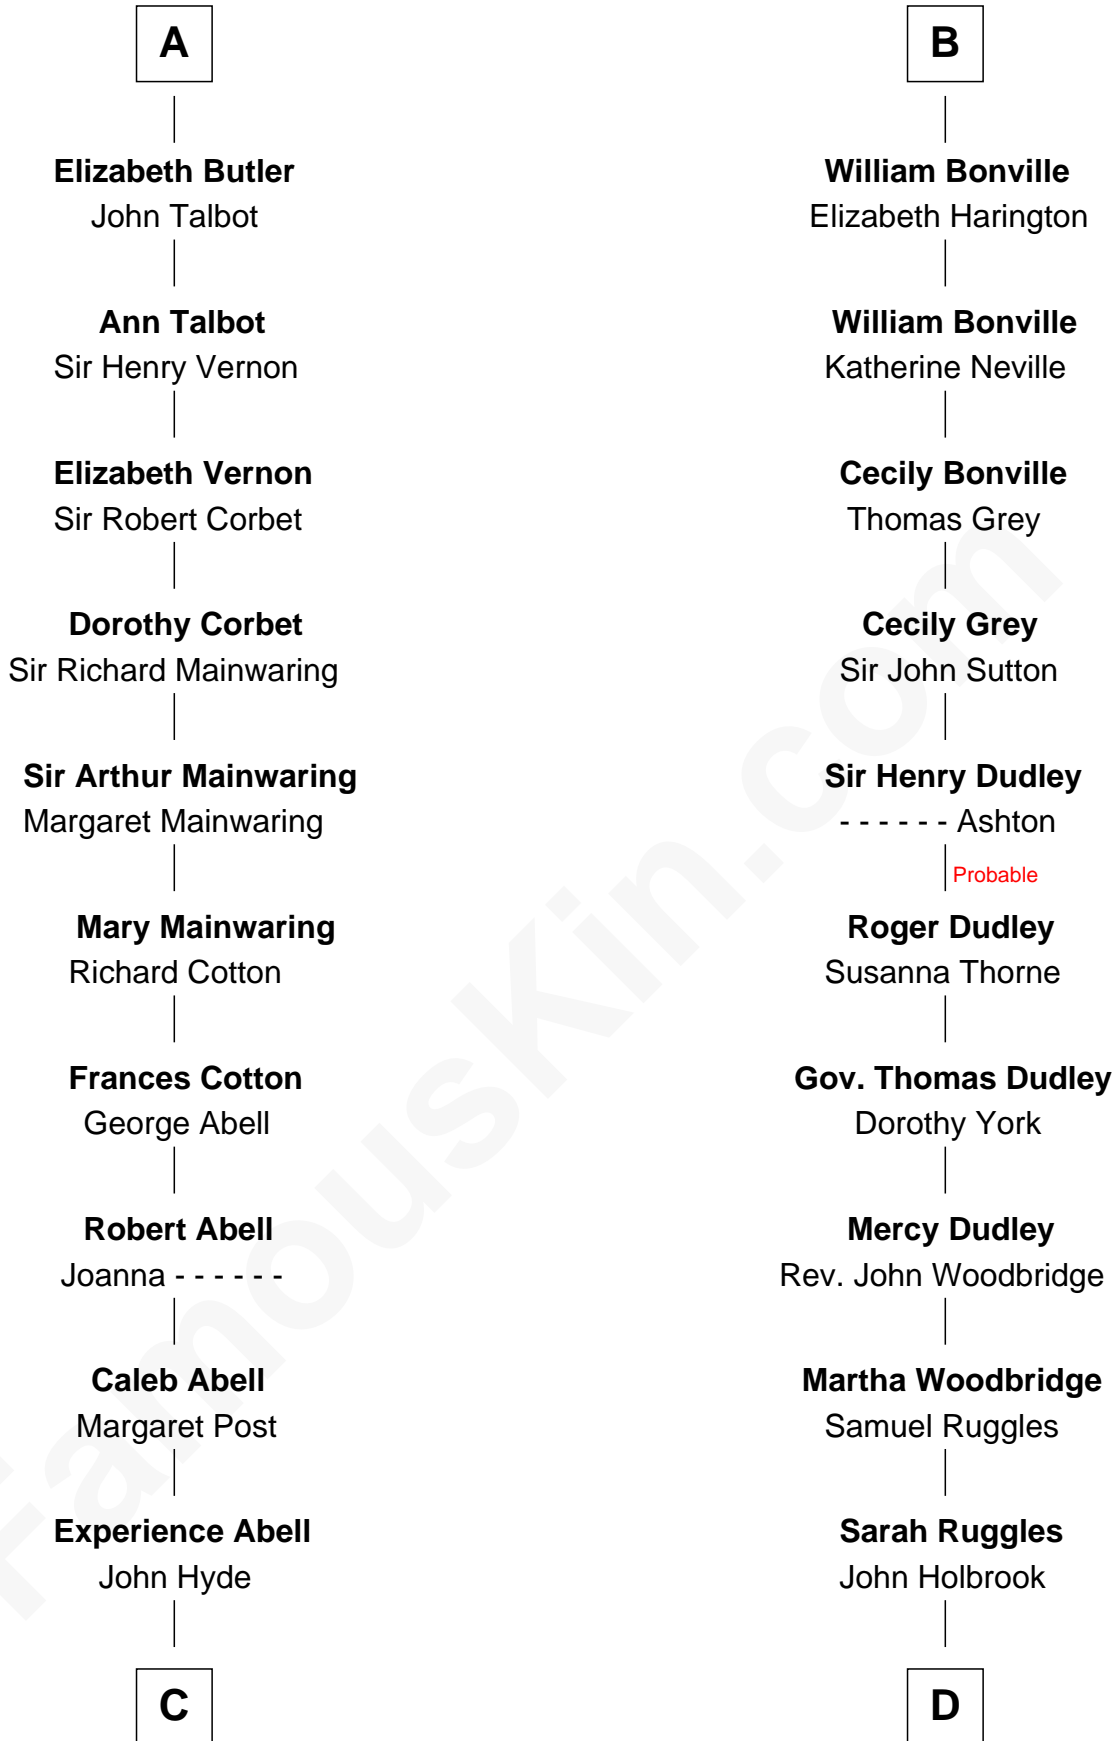 A
Elizabeth Butler
John Talbot
Ann Talbot
Sir Henry Vernon
Elizabeth Vernon
Sir Robert Corbet
Dorothy Corbet
Sir Richard Mainwaring
Sir Arthur Mainwaring
Margaret Mainwaring
Mary Mainwaring
Richard Cotton
Frances Cotton
George Abell
Robert Abell
Joanna - - - - - -
Caleb Abell
Margaret Post
Experience Abell
John Hyde
C
B
William Bonville
Elizabeth Harington
William Bonville
Katherine Neville
Cecily Bonville
Thomas Grey
Cecily Grey
Sir John Sutton
Sir Henry Dudley
- - - - - - Ashton
Probable
Roger Dudley
Susanna Thorne
Gov. Thomas Dudley
Dorothy York
Mercy Dudley
Rev. John Woodbridge
Martha Woodbridge
Samuel Ruggles
Sarah Ruggles
John Holbrook
D
FamousKin.com